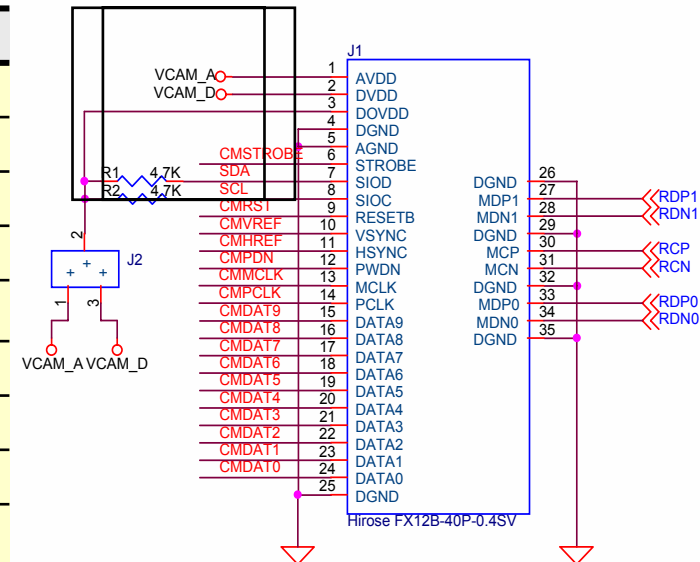 J1
VCAM_A 1 AVDD
VCAM_D 2 DVDD
3 DOVDD
4 DGND
5 AGND
CMSTROBE 6 STROBE
R1 4.7K SDA 7 SIOD
R2 4.7K SCL 8 SIOC
CMRST 9 RESETB
CMVREF 10 VSYNC
CMHREF 11 HSYNC
CMPDN 12 PWDN
CMMCLK 13 MCLK
CMPCLK 14 PCLK
CMDAT9 15 DATA9
CMDAT8 16 DATA8
CMDAT7 17 DATA7
CMDAT6 18 DATA6
CMDAT5 19 DATA5
CMDAT4 20 DATA4
CMDAT3 21 DATA3
CMDAT2 22 DATA2
CMDAT1 23 DATA1
CMDAT0 24 DATA0
25 DGND
DGND 26
MDP1 27 RDP1
MDN1 28 RDN1
DGND 29
MCP 30 RCP
MCN 31 RCN
DGND 32
MDP0 33 RDP0
MDN0 34 RDN0
DGND 35
Hirose FX12B-40P-0.4SV
2
J2
1 3
VCAM_A VCAM_D